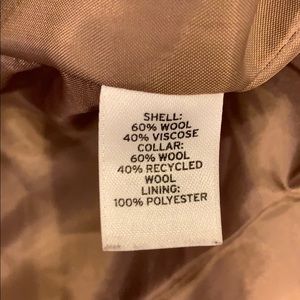 SHELL:
60% WOOL
40% VISCOSE
COLLAR:
60% WOOL
40% RECYCLED
WOOL
LINING:
100% POLYESTER